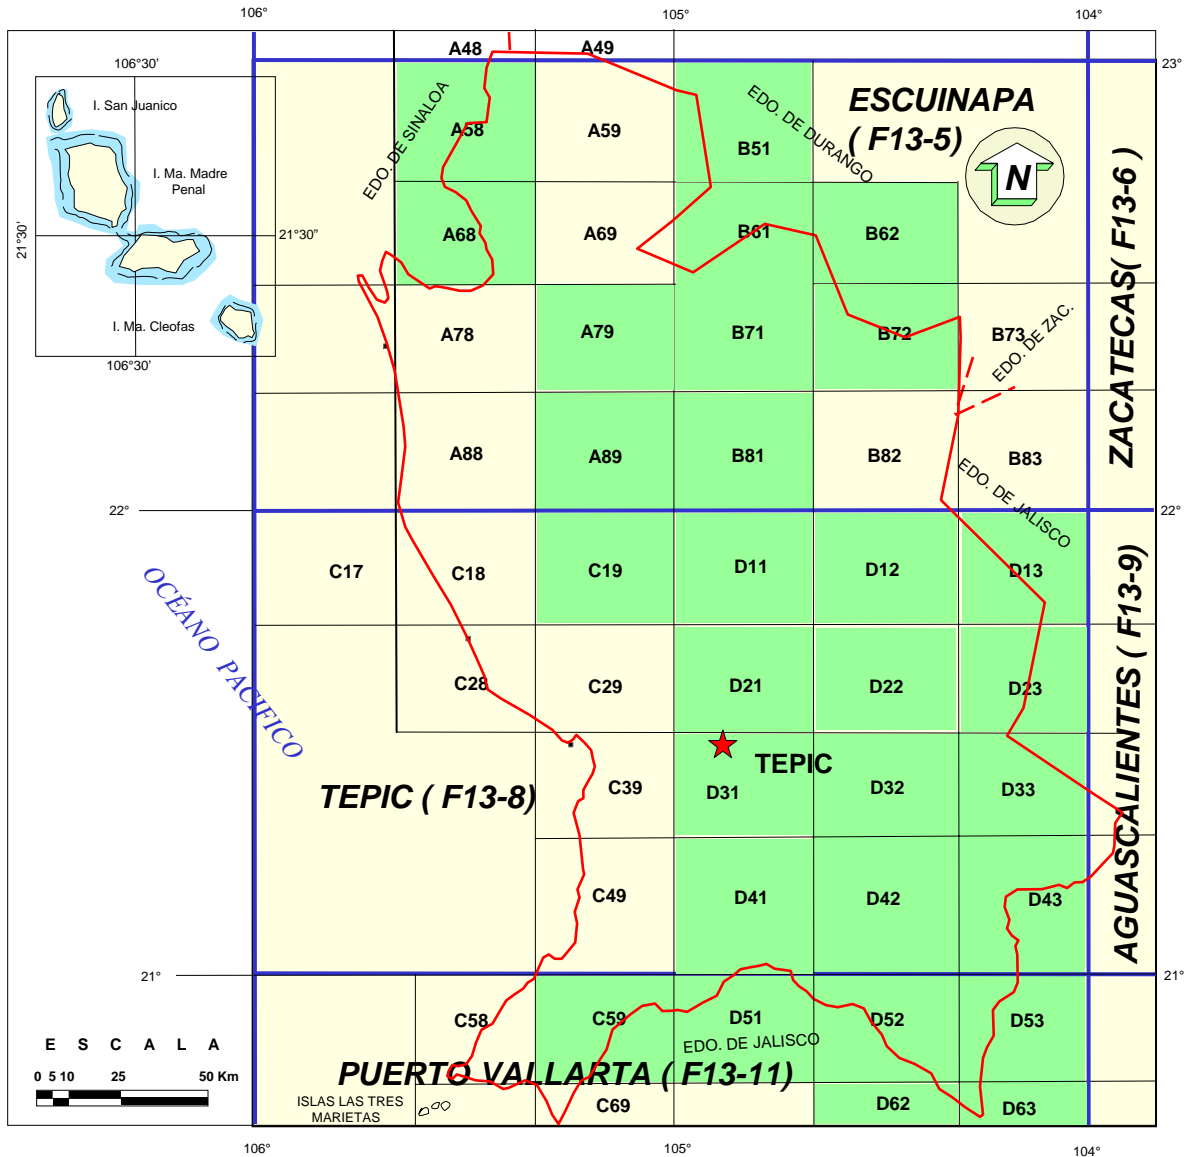 106°
105°
104°
A48
A49
23°
106°30'
I. San Juanico
I. Ma. Madre
Penal
21°30'
21°30"
I. Ma. Cleofas
106°30'
EDO. DE SINALOA
EDO. DE DURANGO
ESCUINAPA
( F13-5)
N
A58
A59
B51
A68
A69
B61
B62
A78
A79
B71
B72
B73
EDO. DE ZAC.
ZACATECAS( F13-6 )
A88
A89
B81
B82
B83
EDO. DE JALISCO
22°
22°
C17
C18
C19
D11
D12
D13
OCÉANO PACIFICO
C28
C29
D21
D22
D23
AGUASCALIENTES ( F13-9)
TEPIC
TEPIC ( F13-8)
C39
D31
D32
D33
C49
D41
D42
D43
21°
21°
C58
C59
D51
D52
D53
EDO. DE JALISCO
E S C A L A
0 5 10 25 50 Km
PUERTO VALLARTA ( F13-11)
ISLAS LAS TRES
MARIETAS
C69
D62
D63
106°
105°
104°